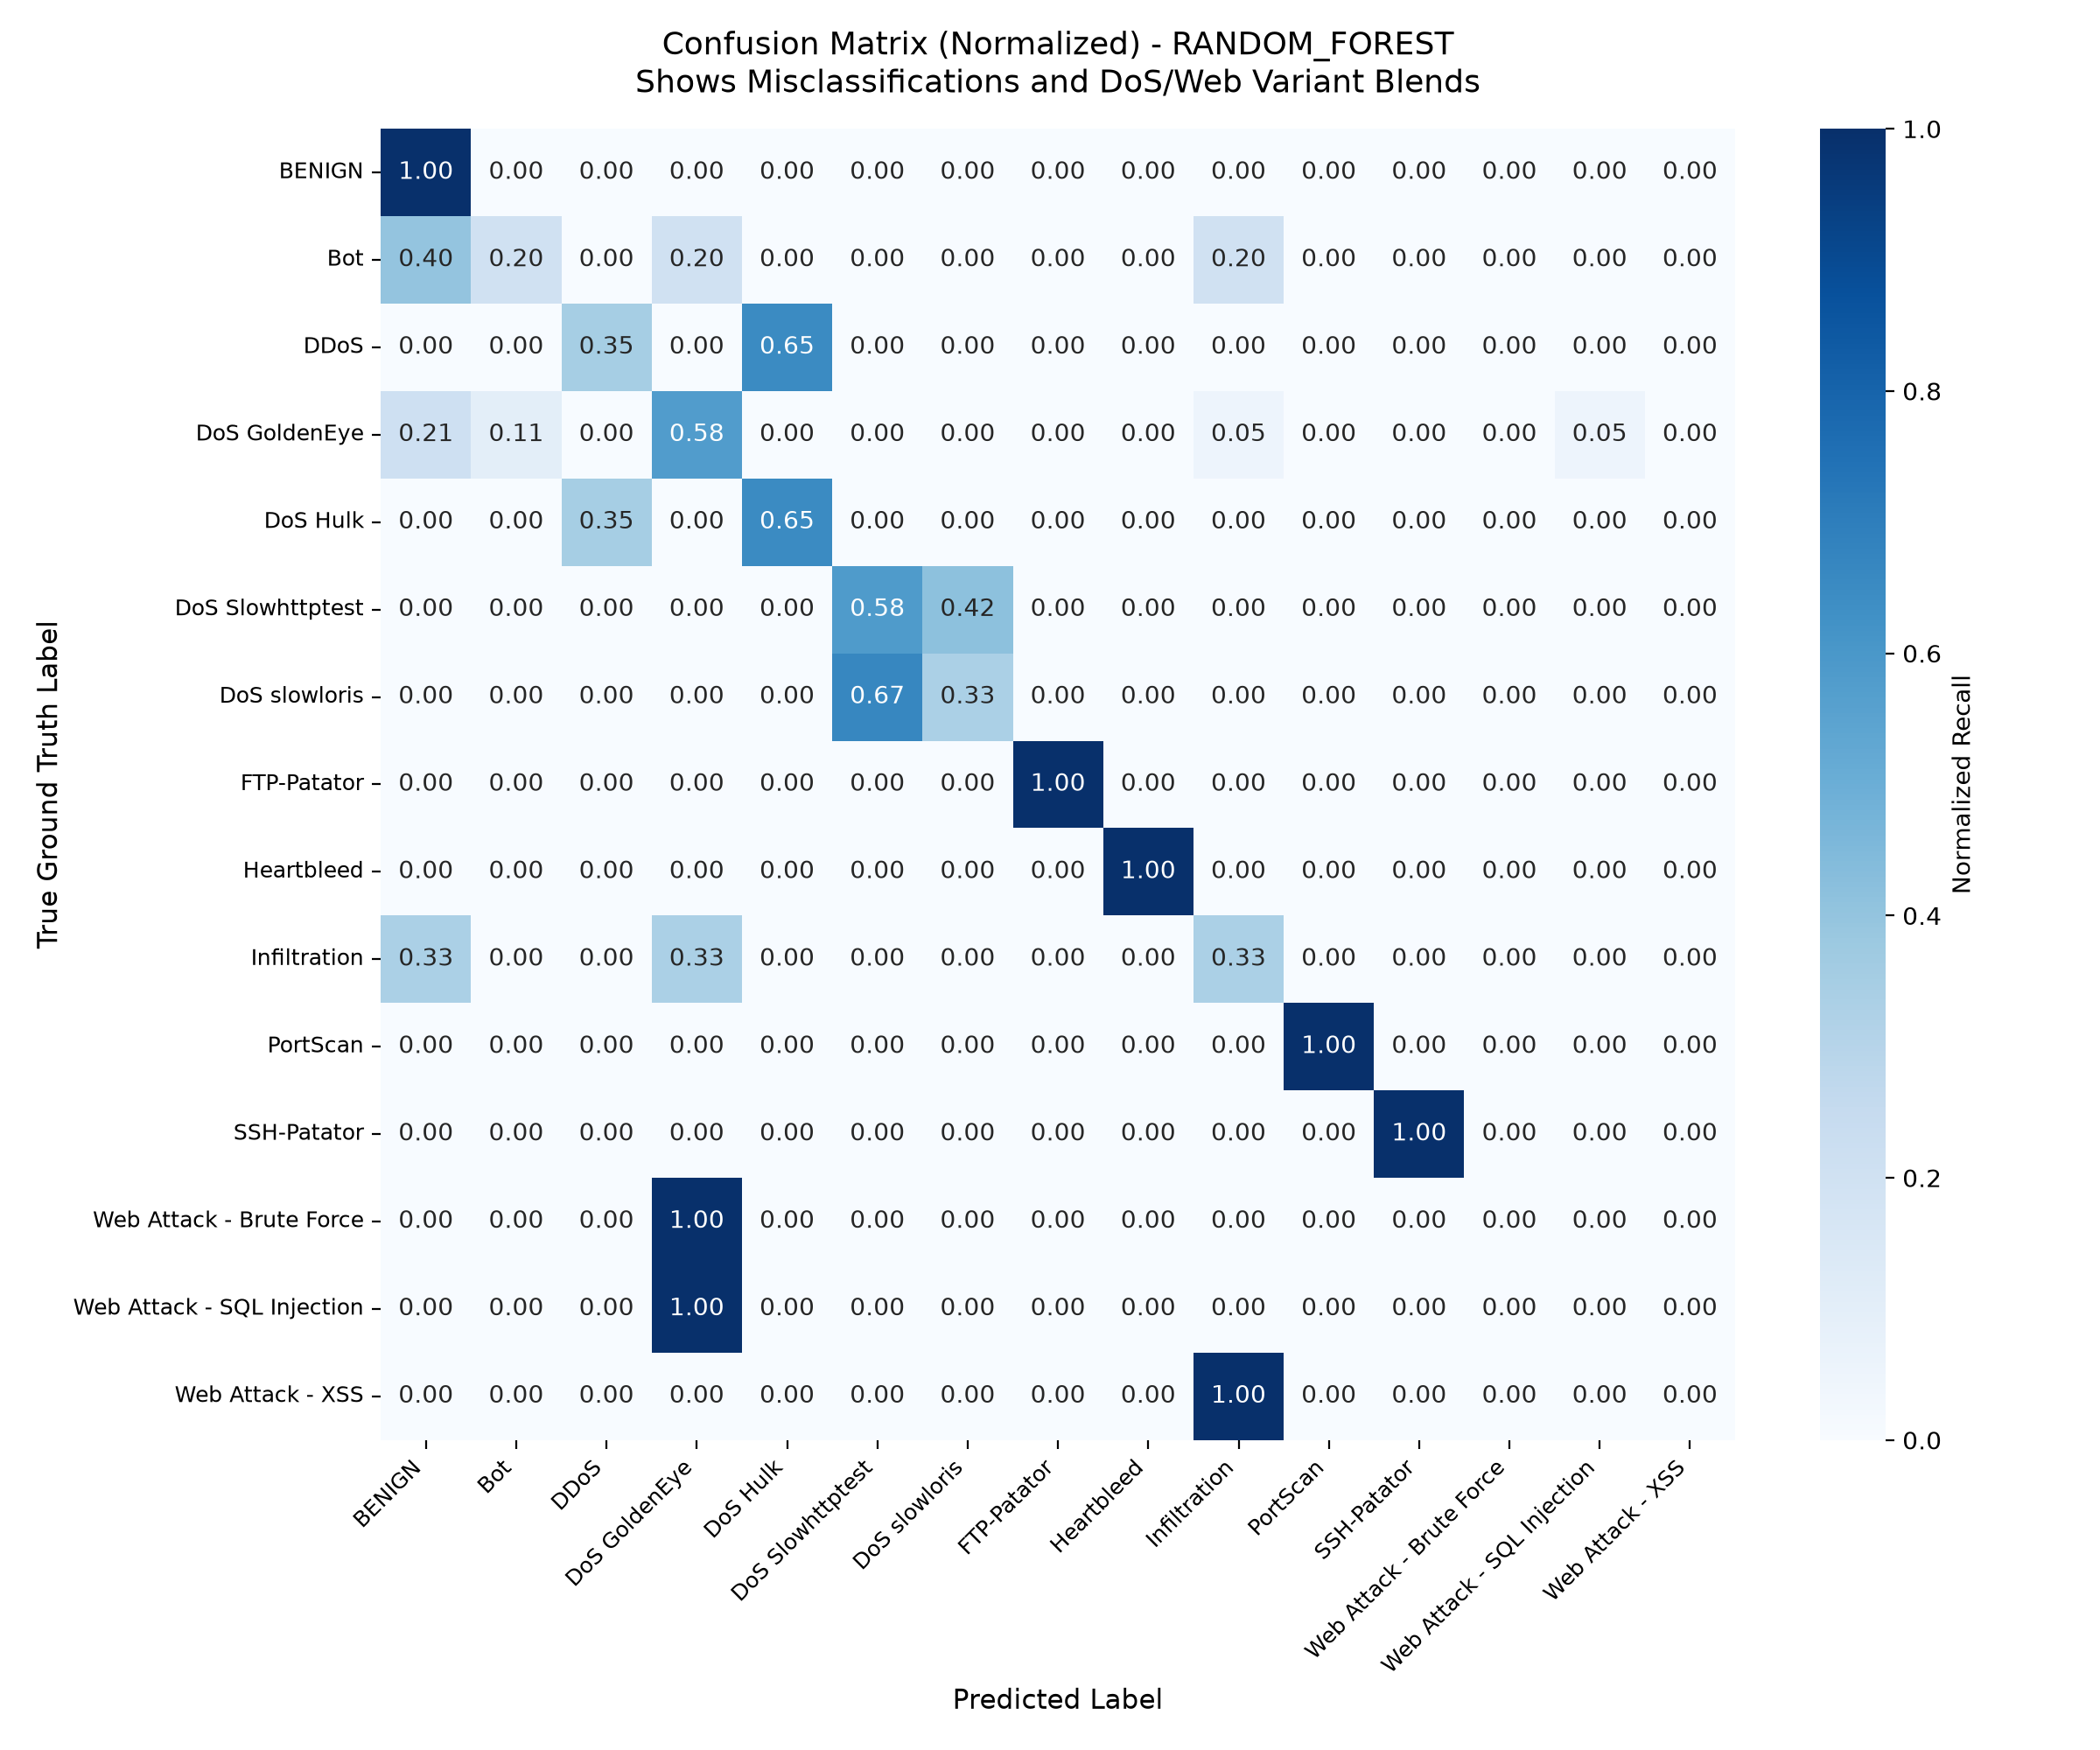 Confusion Matrix (Normalized) - RANDOM_FOREST
Shows Misclassifications and DoS/Web Variant Blends
True Ground Truth Label
BENIGN 1.00 0.00 0.00 0.00 0.00 0.00 0.00 0.00 0.00 0.00 0.00 0.00 0.00 0.00 0.00
Bot 0.40 0.20 0.00 0.20 0.00 0.00 0.00 0.00 0.00 0.20 0.00 0.00 0.00 0.00 0.00
DDoS 0.00 0.00 0.35 0.00 0.65 0.00 0.00 0.00 0.00 0.00 0.00 0.00 0.00 0.00 0.00
DoS GoldenEye 0.21 0.11 0.00 0.58 0.00 0.00 0.00 0.00 0.00 0.05 0.00 0.00 0.00 0.05 0.00
DoS Hulk 0.00 0.00 0.35 0.00 0.65 0.00 0.00 0.00 0.00 0.00 0.00 0.00 0.00 0.00 0.00
DoS Slowhttptest 0.00 0.00 0.00 0.00 0.00 0.58 0.42 0.00 0.00 0.00 0.00 0.00 0.00 0.00 0.00
DoS slowloris 0.00 0.00 0.00 0.00 0.00 0.67 0.33 0.00 0.00 0.00 0.00 0.00 0.00 0.00 0.00
FTP-Patator 0.00 0.00 0.00 0.00 0.00 0.00 0.00 1.00 0.00 0.00 0.00 0.00 0.00 0.00 0.00
Heartbleed 0.00 0.00 0.00 0.00 0.00 0.00 0.00 0.00 1.00 0.00 0.00 0.00 0.00 0.00 0.00
Infiltration 0.33 0.00 0.00 0.33 0.00 0.00 0.00 0.00 0.00 0.33 0.00 0.00 0.00 0.00 0.00
PortScan 0.00 0.00 0.00 0.00 0.00 0.00 0.00 0.00 0.00 0.00 1.00 0.00 0.00 0.00 0.00
SSH-Patator 0.00 0.00 0.00 0.00 0.00 0.00 0.00 0.00 0.00 0.00 0.00 1.00 0.00 0.00 0.00
Web Attack - Brute Force 0.00 0.00 0.00 1.00 0.00 0.00 0.00 0.00 0.00 0.00 0.00 0.00 0.00 0.00 0.00
Web Attack - SQL Injection 0.00 0.00 0.00 1.00 0.00 0.00 0.00 0.00 0.00 0.00 0.00 0.00 0.00 0.00 0.00
Web Attack - XSS 0.00 0.00 0.00 0.00 0.00 0.00 0.00 0.00 0.00 1.00 0.00 0.00 0.00 0.00 0.00
BENIGN
Bot
DDoS
DoS GoldenEye
DoS Hulk
DoS Slowhttptest
DoS slowloris
FTP-Patator
Heartbleed
Infiltration
PortScan
SSH-Patator
Web Attack - Brute Force
Web Attack - SQL Injection
Web Attack - XSS
Predicted Label
1.0
0.8
0.6
0.4
0.2
0.0
Normalized Recall